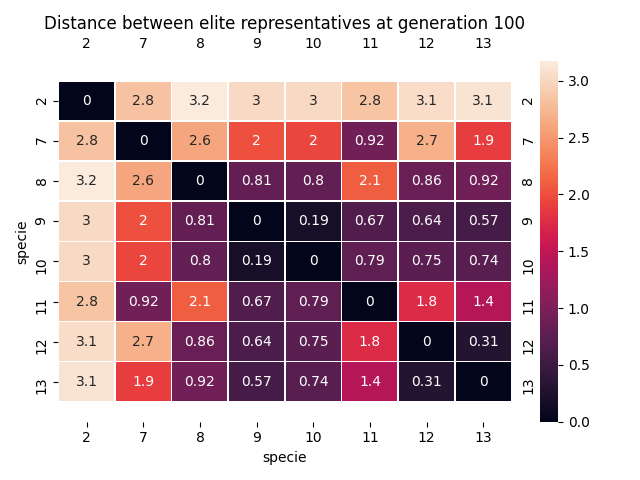 Distance between elite representatives at generation 100
2 7 8 9 10 11 12 13
2 0 2.8 3.2 3 3 2.8 3.1 3.1 2
7 2.8 0 2.6 2 2 0.92 2.7 1.9 7
8 3.2 2.6 0 0.81 0.8 2.1 0.86 0.92 8
9 3 2 0.81 0 0.19 0.67 0.64 0.57 9
10 3 2 0.8 0.19 0 0.79 0.75 0.74 10
11 2.8 0.92 2.1 0.67 0.79 0 1.8 1.4 11
12 3.1 2.7 0.86 0.64 0.75 1.8 0 0.31 12
13 3.1 1.9 0.92 0.57 0.74 1.4 0.31 0 13
2 7 8 9 10 11 12 13
specie
specie
3.0
2.5
2.0
1.5
1.0
0.5
0.0